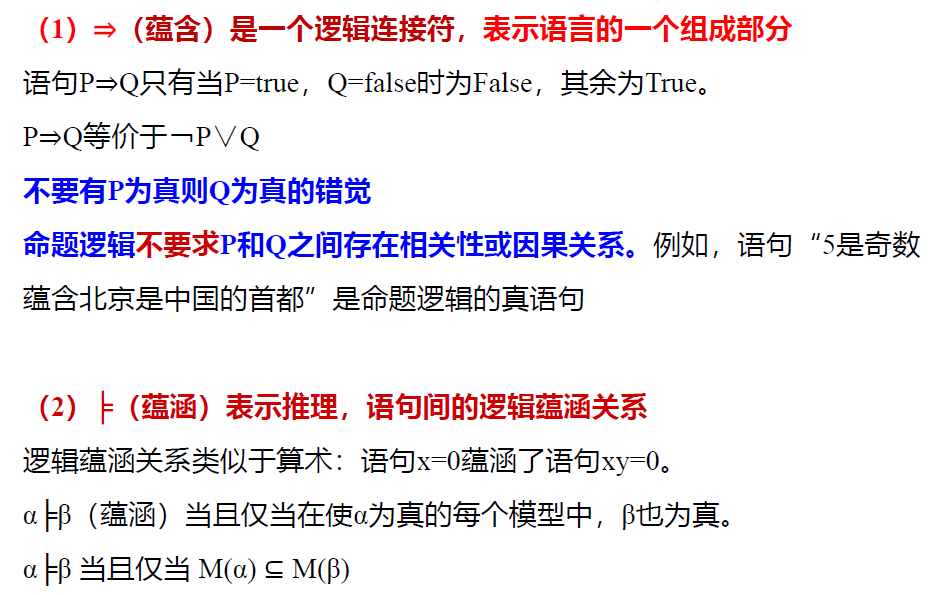 （1）⇒（蕴含）是一个逻辑连接符，表示语言的一个组成部分
语句P⇒Q只有当P=true，Q=false时为False，其余为True。
P⇒Q等价于￢P∨Q
不要有P为真则Q为真的错觉
命题逻辑不要求P和Q之间存在相关性或因果关系。例如，语句“5是奇数
蕴含北京是中国的首都”是命题逻辑的真语句
（2）╞（蕴涵）表示推理，语句间的逻辑蕴涵关系
逻辑蕴涵关系类似于算术：语句x=0蕴涵了语句xy=0。
α╞β（蕴涵）当且仅当在使α为真的每个模型中，β也为真。
α╞β 当且仅当 M(α) ⊆ M(β)